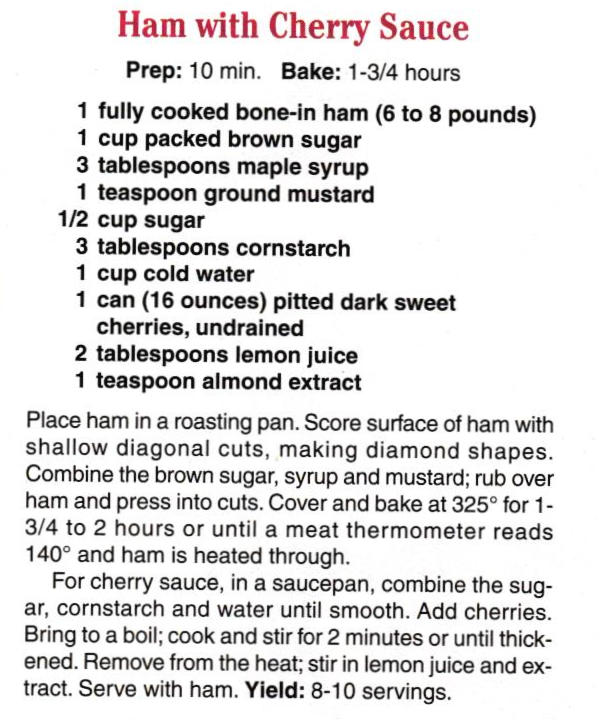 Ham with Cherry Sauce
Prep: 10 min. Bake: 1-3/4 hours
1 fully cooked bone-in ham (6 to 8 pounds)
1 cup packed brown sugar
3 tablespoons maple syrup
1 teaspoon ground mustard
1/2 cup sugar
3 tablespoons cornstarch
1 cup cold water
1 can (16 ounces) pitted dark sweet
cherries, undrained
2 tablespoons lemon juice
1 teaspoon almond extract
Place ham in a roasting pan. Score surface of ham with
shallow diagonal cuts, making diamond shapes.
Combine the brown sugar, syrup and mustard; rub over
ham and press into cuts. Cover and bake at 325° for 1-
3/4 to 2 hours or until a meat thermometer reads
140° and ham is heated through.
For cherry sauce, in a saucepan, combine the sug-
ar, cornstarch and water until smooth. Add cherries.
Bring to a boil; cook and stir for 2 minutes or until thick-
ened. Remove from the heat; stir in lemon juice and ex-
tract. Serve with ham. Yield: 8-10 servings.